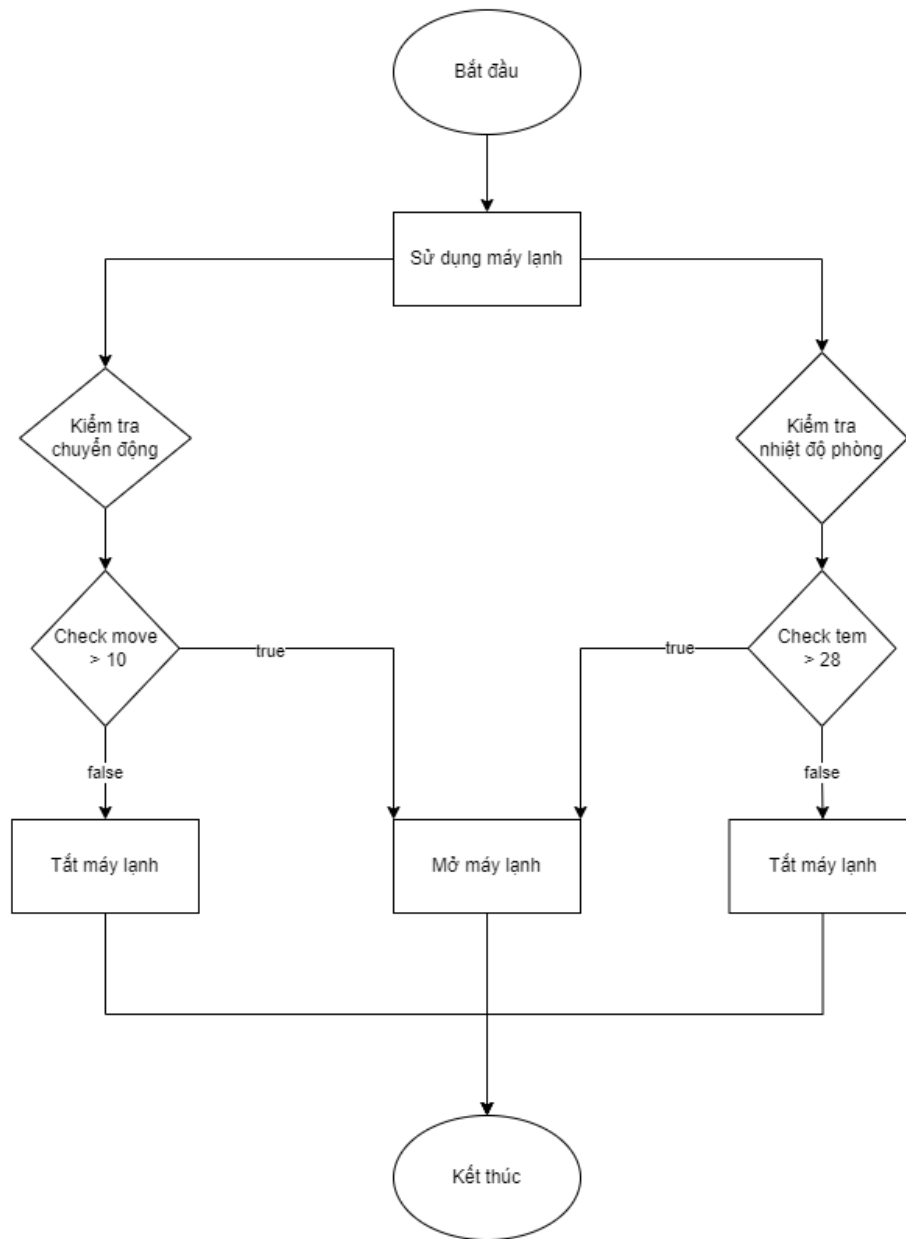 Bắt đầu
Sử dụng máy lạnh
Kiểm tra
chuyển động
Kiểm tra
nhiệt độ phòng
Check move
> 10
true
true
Check tem
> 28
false
false
Tắt máy lạnh
Mở máy lạnh
Tắt máy lạnh
Kết thúc